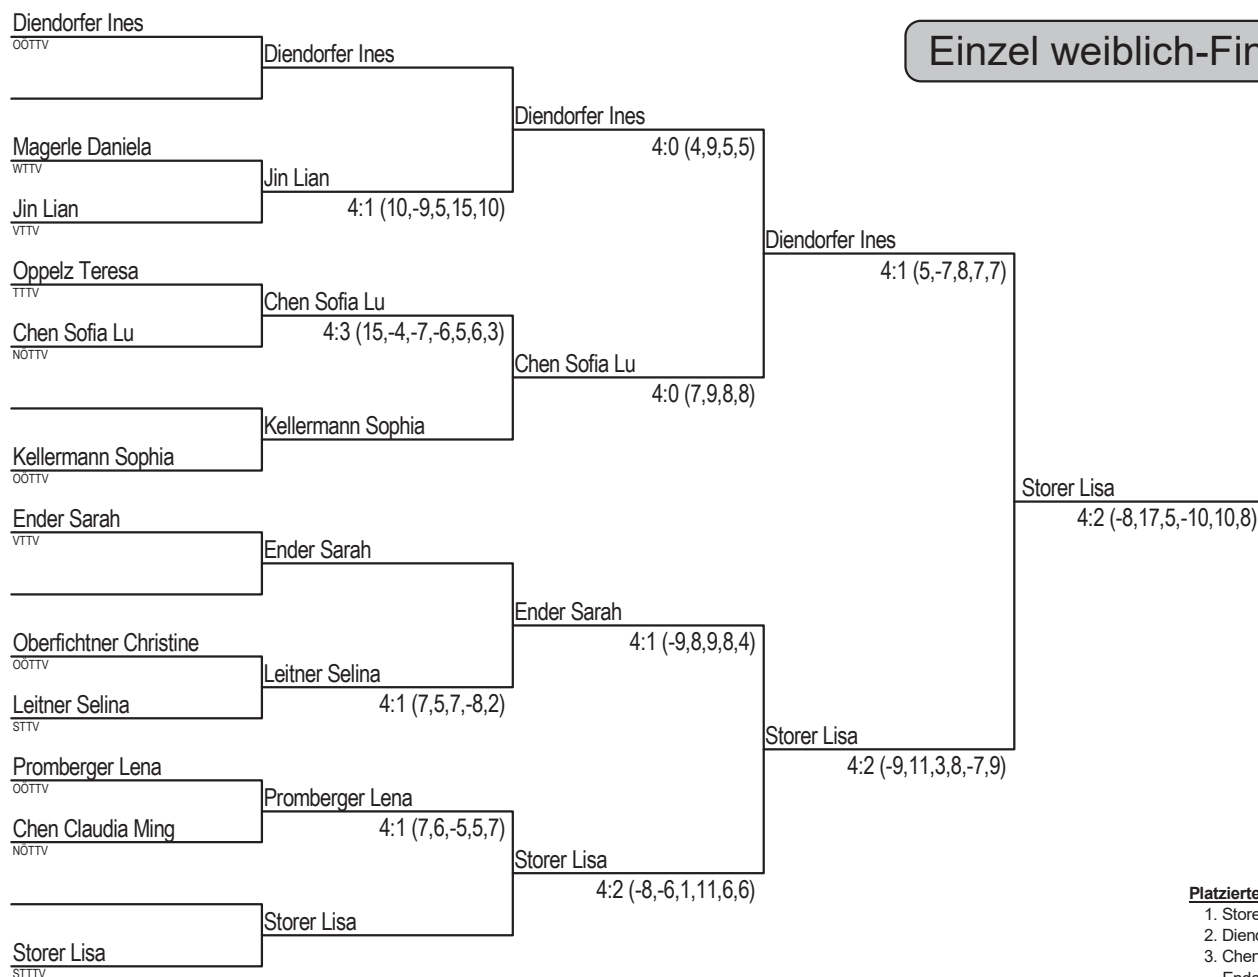 Einzel weiblich-Fin
Diendorfer Ines
OÖTTV
Diendorfer Ines
Diendorfer Ines
4:0 (4,9,5,5)
Magerle Daniela
WTTV
Jin Lian
4:1 (10,-9,5,15,10)
Jin Lian
VTTV
Diendorfer Ines
4:1 (5,-7,8,7,7)
Oppelz Teresa
TTTV
Chen Sofia Lu
4:3 (15,-4,-7,-6,5,6,3)
Chen Sofia Lu
NÖTTV
Chen Sofia Lu
4:0 (7,9,8,8)
Kellermann Sophia
Kellermann Sophia
OÖTTV
Storer Lisa
4:2 (-8,17,5,-10,10,8)
Ender Sarah
VTTV
Ender Sarah
Ender Sarah
4:1 (-9,8,9,8,4)
Oberfichtner Christine
OÖTTV
Leitner Selina
4:1 (7,5,7,-8,2)
Leitner Selina
STTV
Storer Lisa
4:2 (-9,11,3,8,-7,9)
Promberger Lena
OÖTTV
Promberger Lena
4:1 (7,6,-5,5,7)
Chen Claudia Ming
NÖTTV
Storer Lisa
4:2 (-8,-6,1,11,6,6)
Storer Lisa
Storer Lisa
STTTV
Platzierte
1. Store
2. Dien
3. Chen